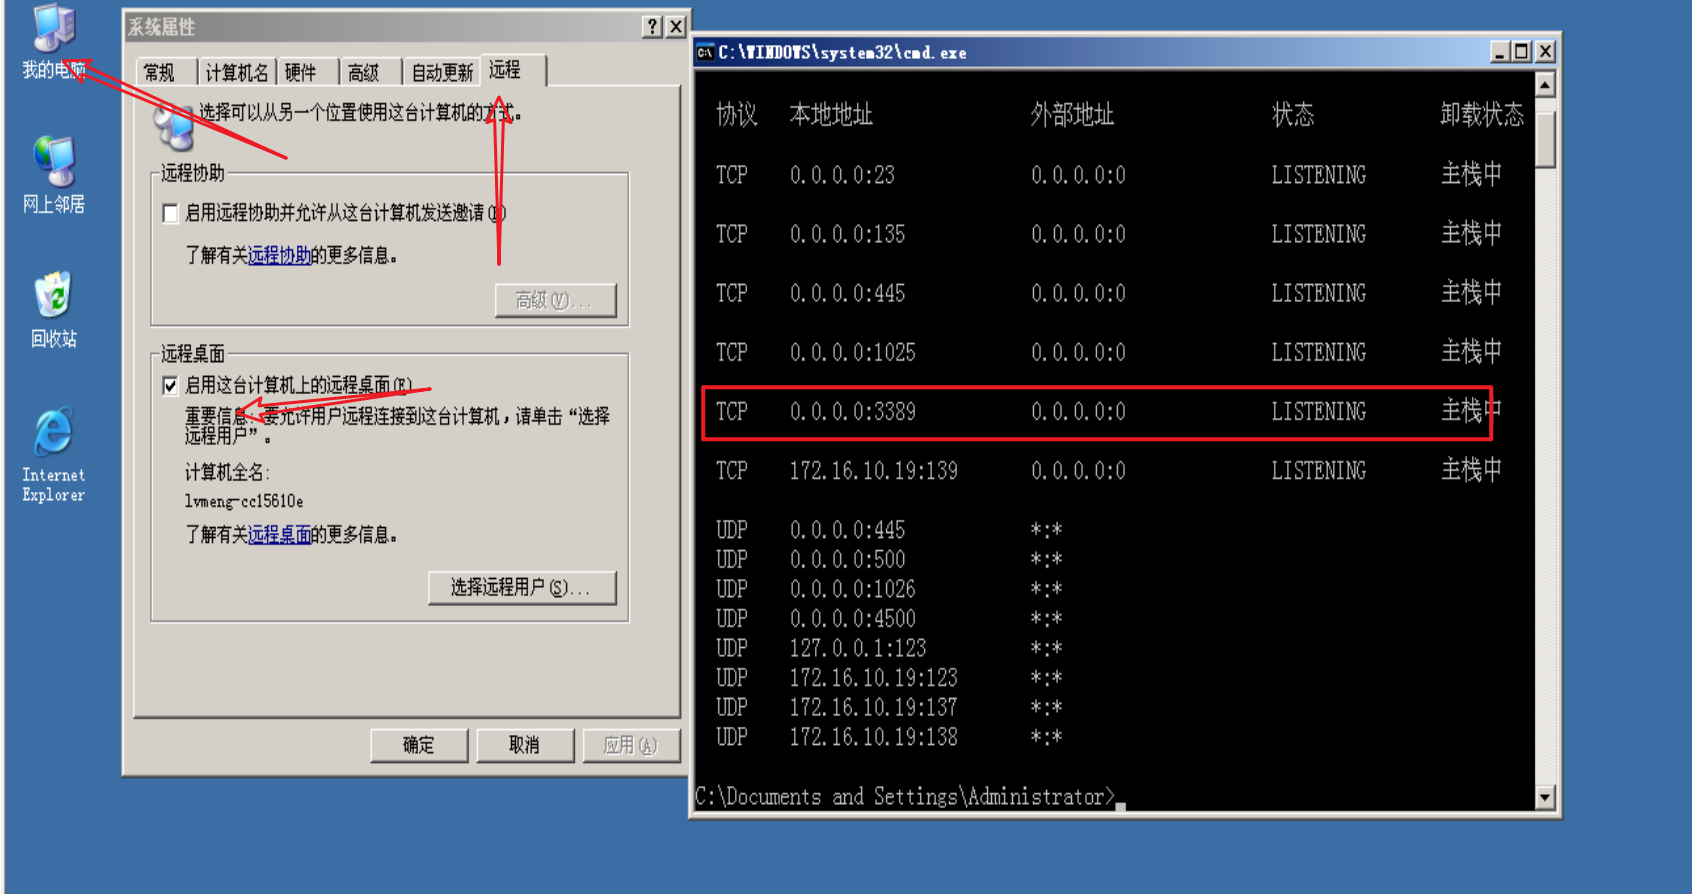 我的电脑
网上邻居
回收站
Internet
Explorer
系统属性
常规
计算机名
硬件
高级
自动更新
远程
选择可以从另一个位置使用这台计算机的方式。
远程协助
启用远程协助并允许从这台计算机发送邀请(R)
了解有关远程协助的更多信息。
高级(V)...
远程桌面
启用这台计算机上的远程桌面(E)
重要信息:要允许用户远程连接到这台计算机，请单击“选择
远程用户”。
计算机全名:
lvmeng-cc15610e
了解有关远程桌面的更多信息。
选择远程用户(S)...
确定
取消
应用(A)
C:\WINDOWS\system32\cmd.exe
协议 本地地址 外部地址 状态 卸载状态
TCP 0.0.0.0:23 0.0.0.0:0 LISTENING 主栈中
TCP 0.0.0.0:135 0.0.0.0:0 LISTENING 主栈中
TCP 0.0.0.0:445 0.0.0.0:0 LISTENING 主栈中
TCP 0.0.0.0:1025 0.0.0.0:0 LISTENING 主栈中
TCP 0.0.0.0:3389 0.0.0.0:0 LISTENING 主栈中
TCP 172.16.10.19:139 0.0.0.0:0 LISTENING 主栈中
UDP 0.0.0.0:445 *:*
UDP 0.0.0.0:500 *:*
UDP 0.0.0.0:1026 *:*
UDP 0.0.0.0:4500 *:*
UDP 127.0.0.1:123 *:*
UDP 172.16.10.19:123 *:*
UDP 172.16.10.19:137 *:*
UDP 172.16.10.19:138 *:*
C:\Documents and Settings\Administrator>